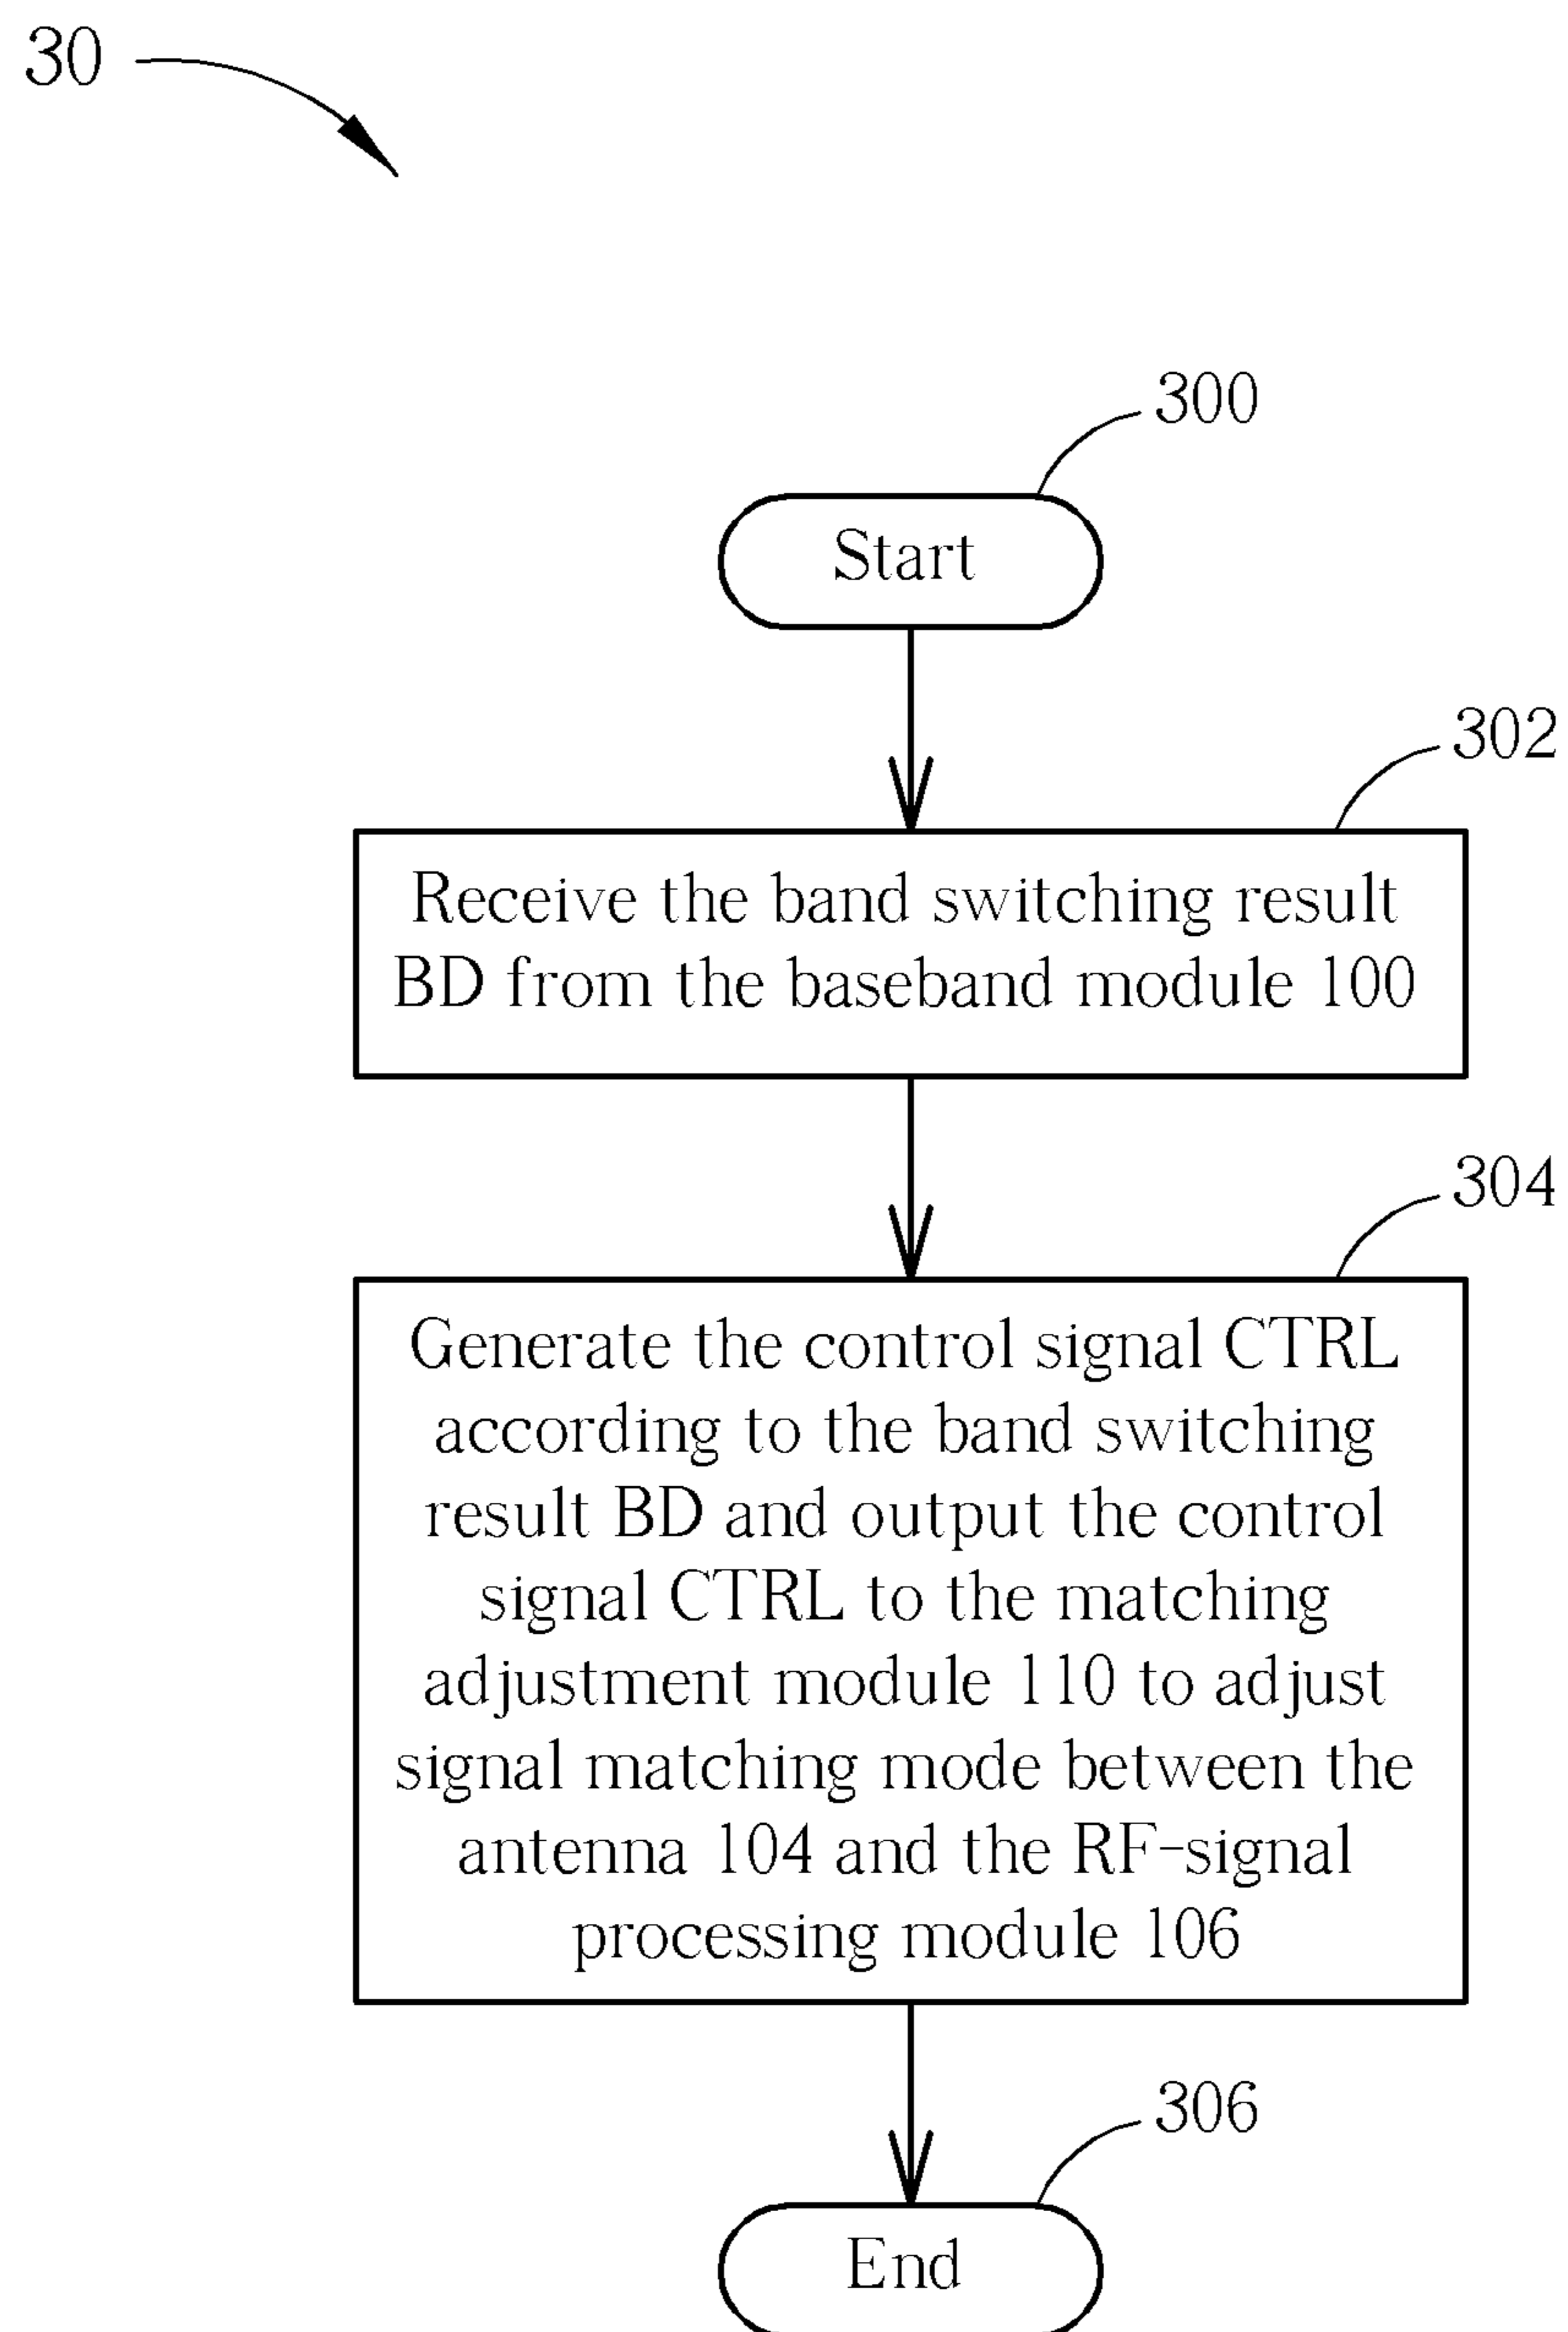 30
300
Start
302
Receive the band switching result
BD from the baseband module 100
304
Generate the control signal CTRL
according to the band switching
result BD and output the control
signal CTRL to the matching
adjustment module 110 to adjust
signal matching mode between the
antenna 104 and the RF-signal
processing module 106
306
End